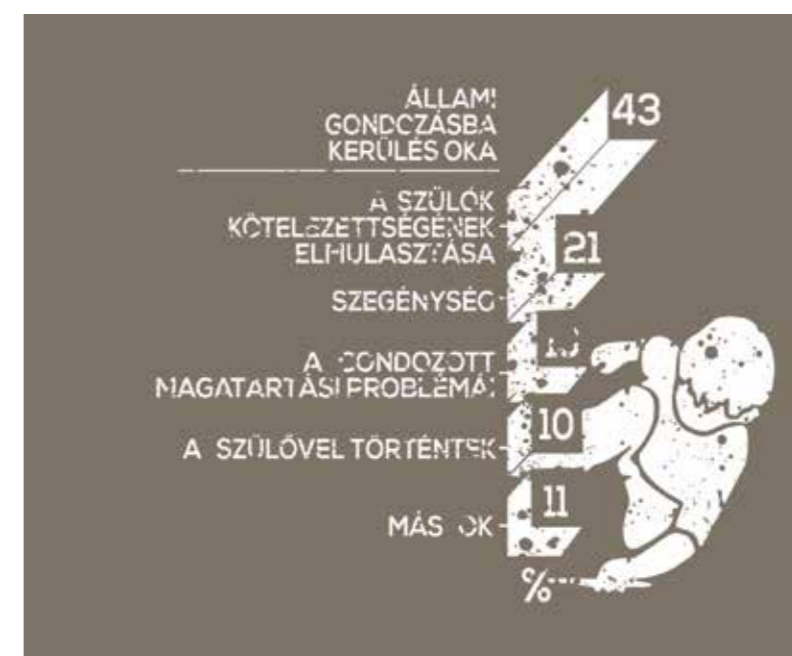 ÁLLAMI
GONDOZÁSBA
KERÜLÉS OKA
43
A SZÜLŐK
KÖTELEZETTSÉGÉNEK
ELMULASZTÁSA
21
SZEGÉNYSÉG
A GONDOZOTT
MAGATARTÁSI PROBLÉMÁI
10
A SZÜLŐVEL TÖRTÉNTEK
11
MÁS OK
%